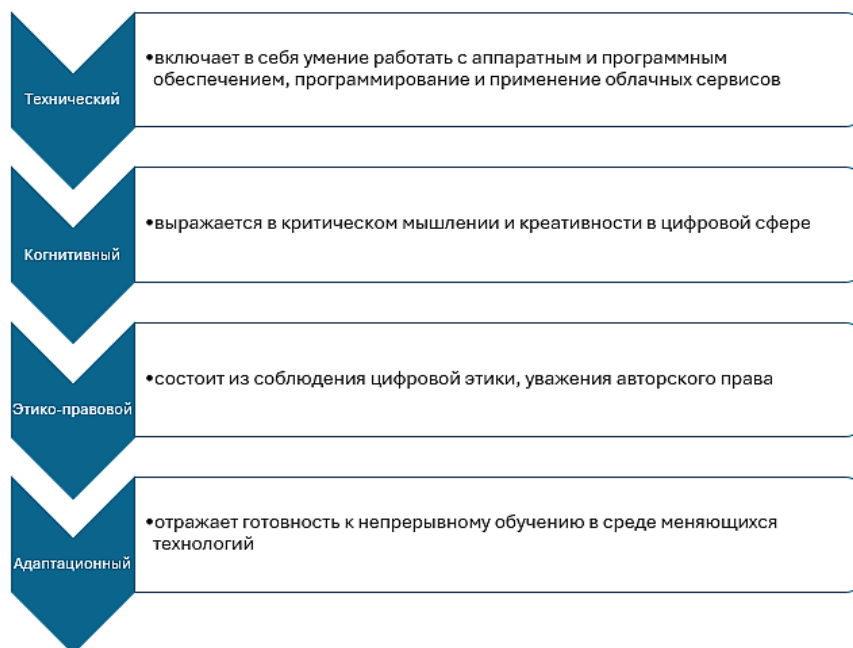 Технический
•включает в себя умение работать с аппаратным и программным
обеспечением, программирование и применение облачных сервисов
Когнитивный
•выражается в критическом мышлении и креативности в цифровой сфере
Этико-правовой
•состоит из соблюдения цифровой этики, уважения авторского права
Адаптационный
•отражает готовность к непрерывному обучению в среде меняющихся
технологий